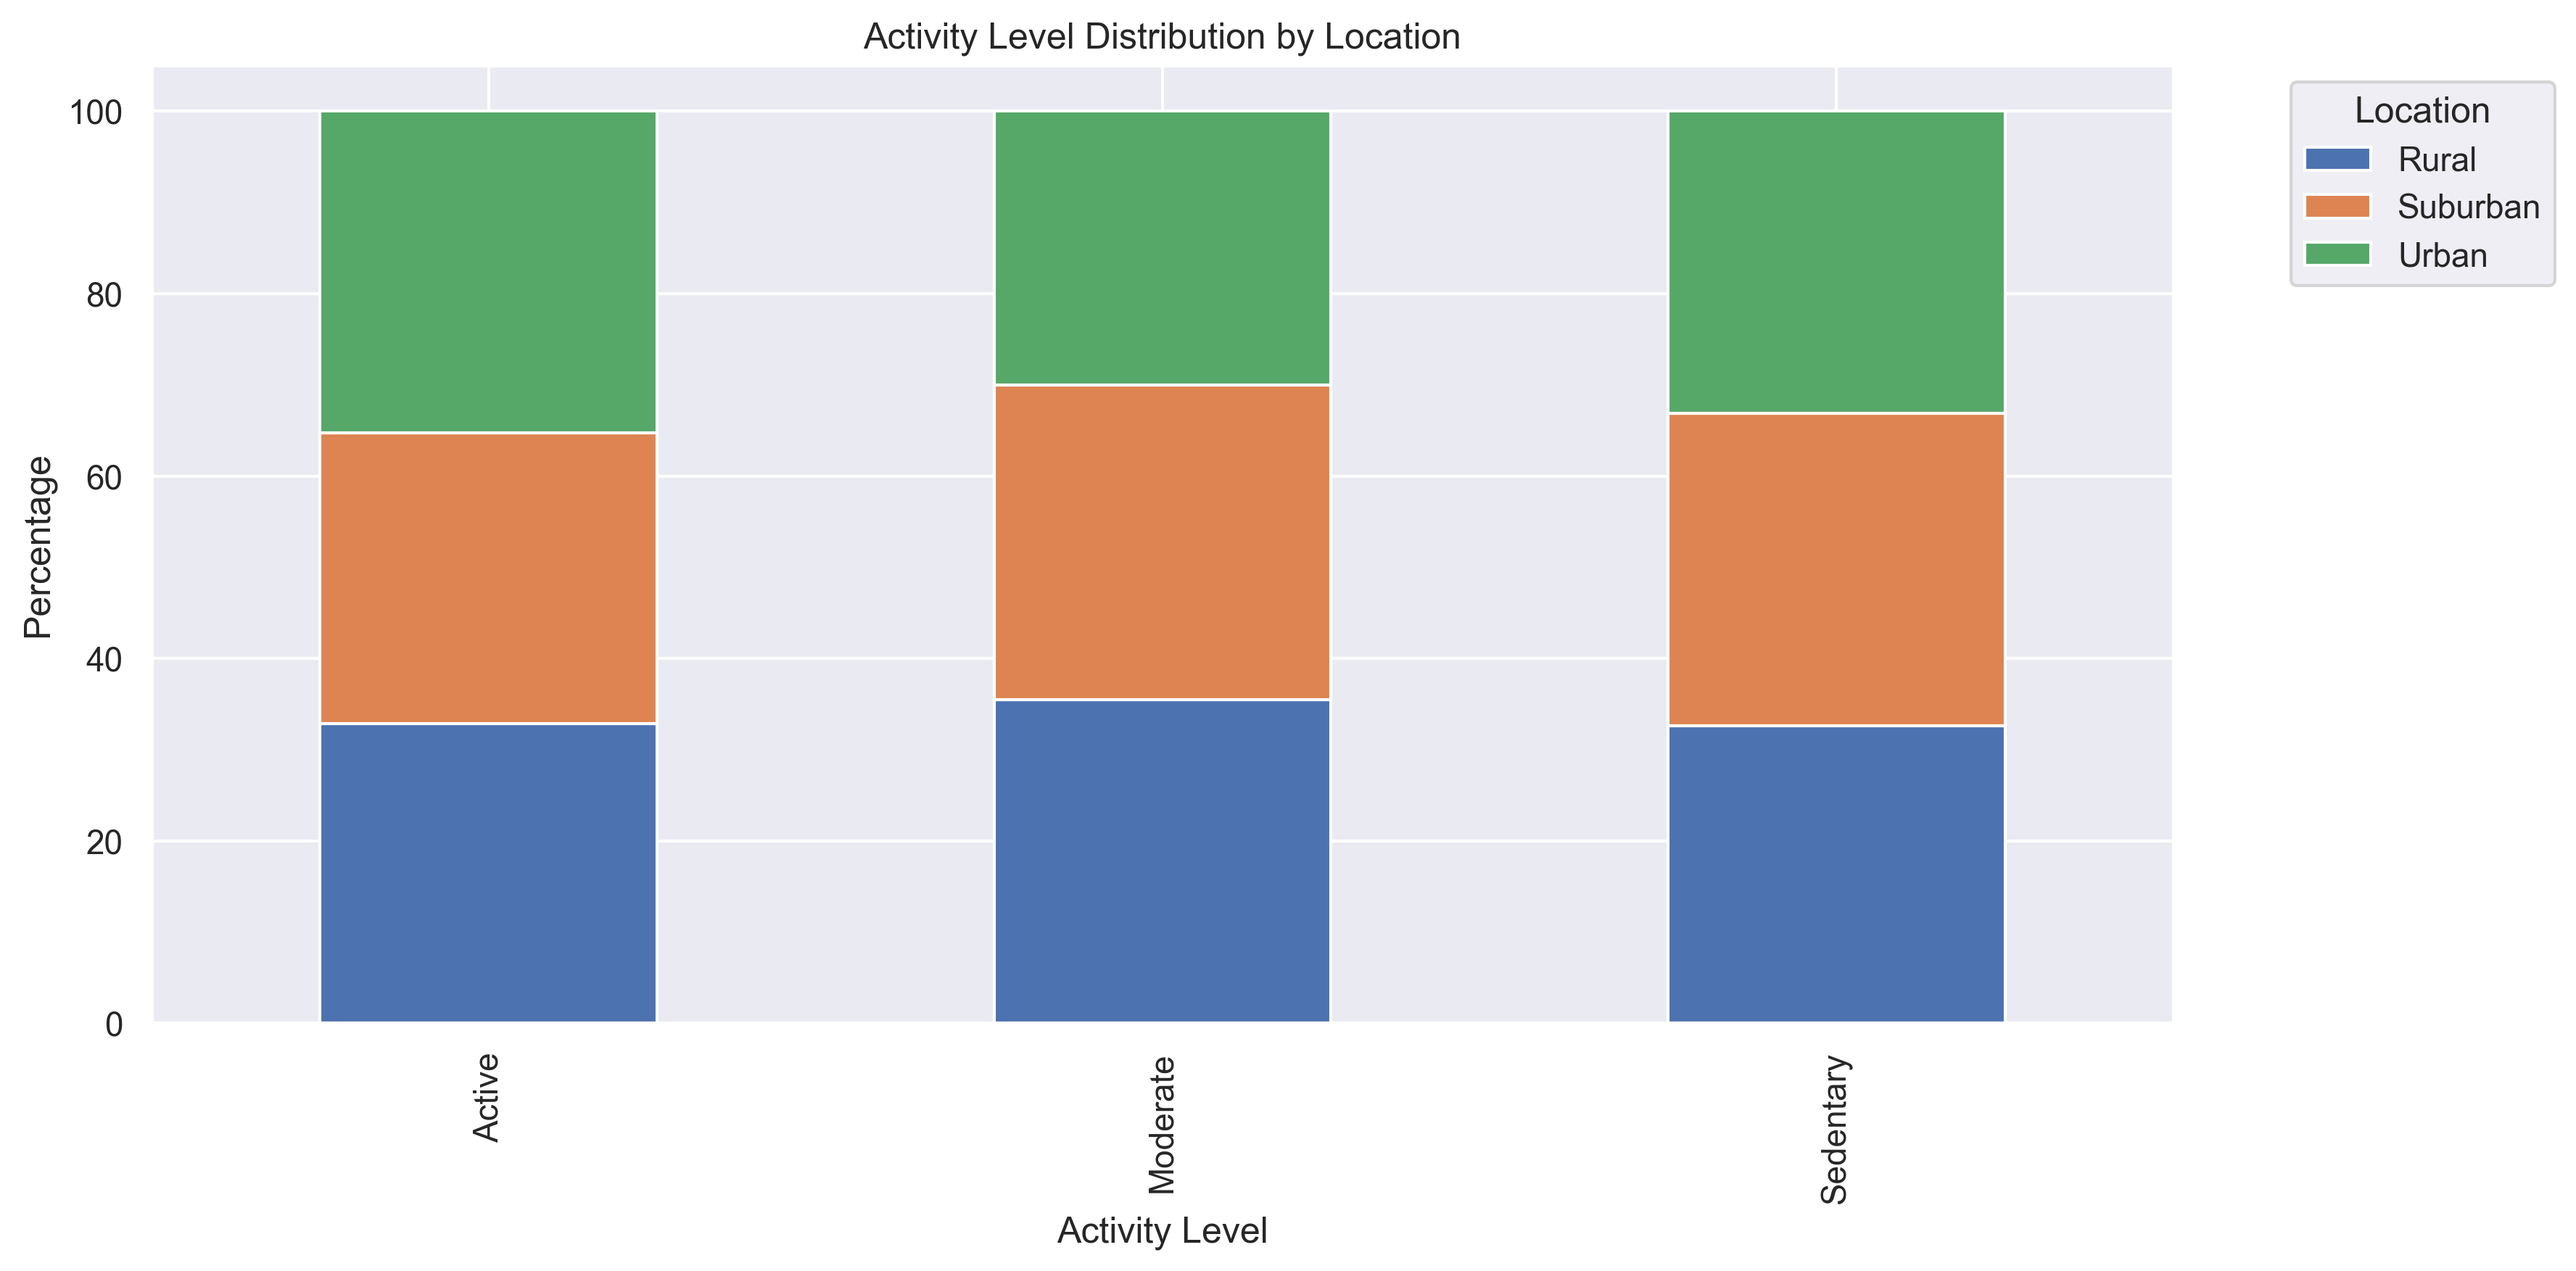 Activity Level Distribution by Location
Location
Rural
Suburban
Urban
Percentage
100
80
60
40
20
0
Active
Moderate
Sedentary
Activity Level